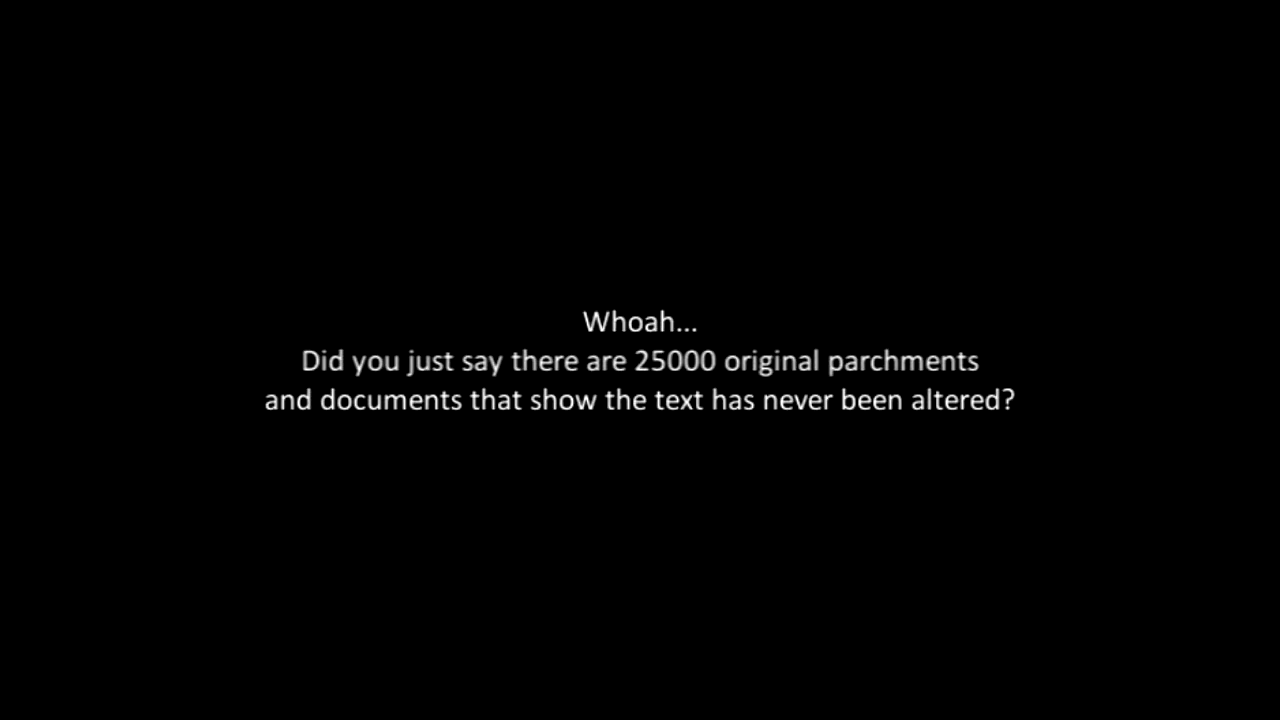 Whoah...
Did you just say there are 25000 original parchments
and documents that show the text has never been altered?